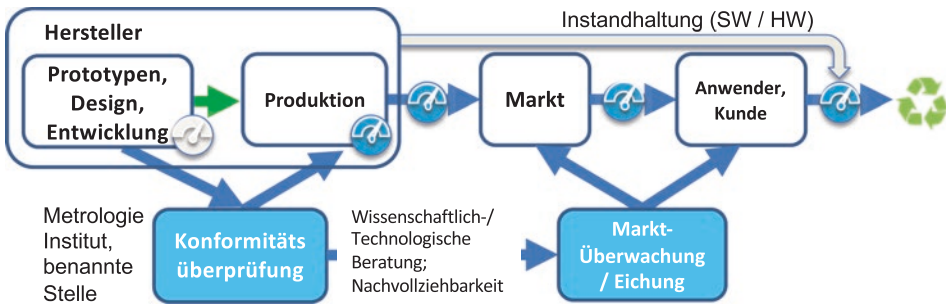 Instandhaltung (SW / HW)
Hersteller
Prototypen,
Design,
Entwicklung
Produktion
Markt
Anwender,
Kunde
Metrologie
Institut,
benannte
Stelle
Konformitäts
überprüfung
Wissenschaftlich-/
Technologische
Beratung;
Nachvollziehbarkeit
Markt-
Überwachung
/ Eichung